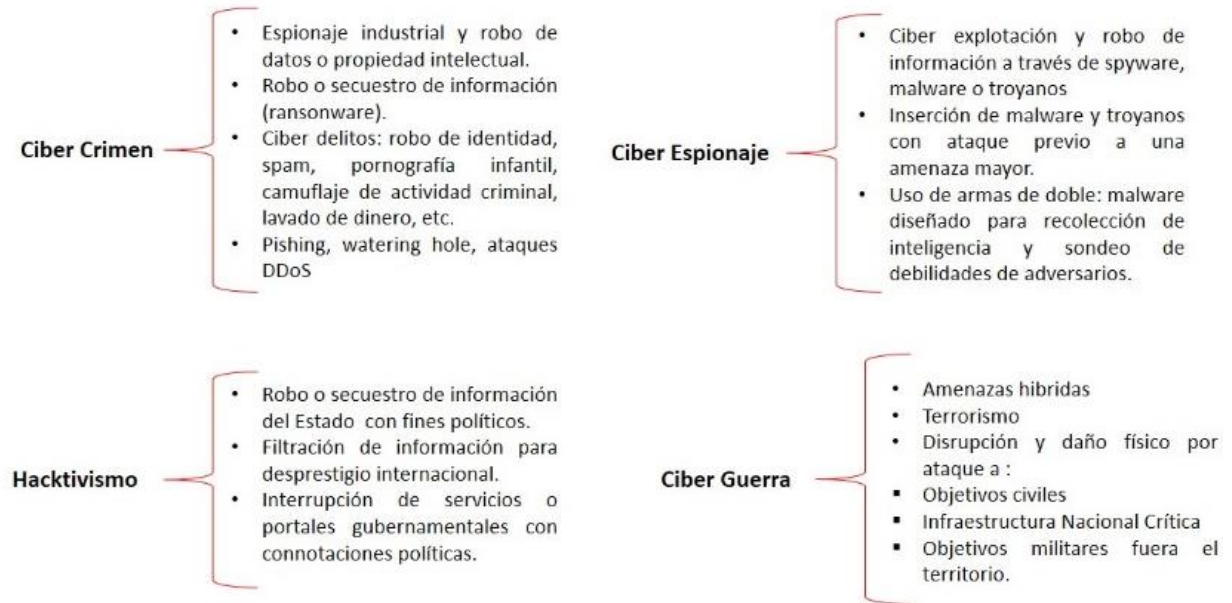 Ciber Crimen
• Espionaje industrial y robo de
datos o propiedad intelectual.
• Robo o secuestro de información
(ransonware).
• Ciber delitos: robo de identidad,
spam, pornografía infantil,
camuflaje de actividad criminal,
lavado de dinero, etc.
• Pishing, watering hole, ataques
DDoS
Ciber Espionaje
• Ciber explotación y robo de
información a través de spyware,
malware o troyanos
• Inserción de malware y troyanos
con ataque previo a una
amenaza mayor.
• Uso de armas de doble: malware
diseñado para recolección de
inteligencia y sondeo de
debilidades de adversarios.
Hacktivismo
• Robo o secuestro de información
del Estado con fines políticos.
• Filtración de información para
desprestigio internacional.
• Interrupción de servicios o
portales gubernamentales con
connotaciones políticas.
Ciber Guerra
• Amenazas hibridas
• Terrorismo
• Disrupción y daño físico por
ataque a :
▪ Objetivos civiles
▪ Infraestructura Nacional Crítica
▪ Objetivos militares fuera el
territorio.